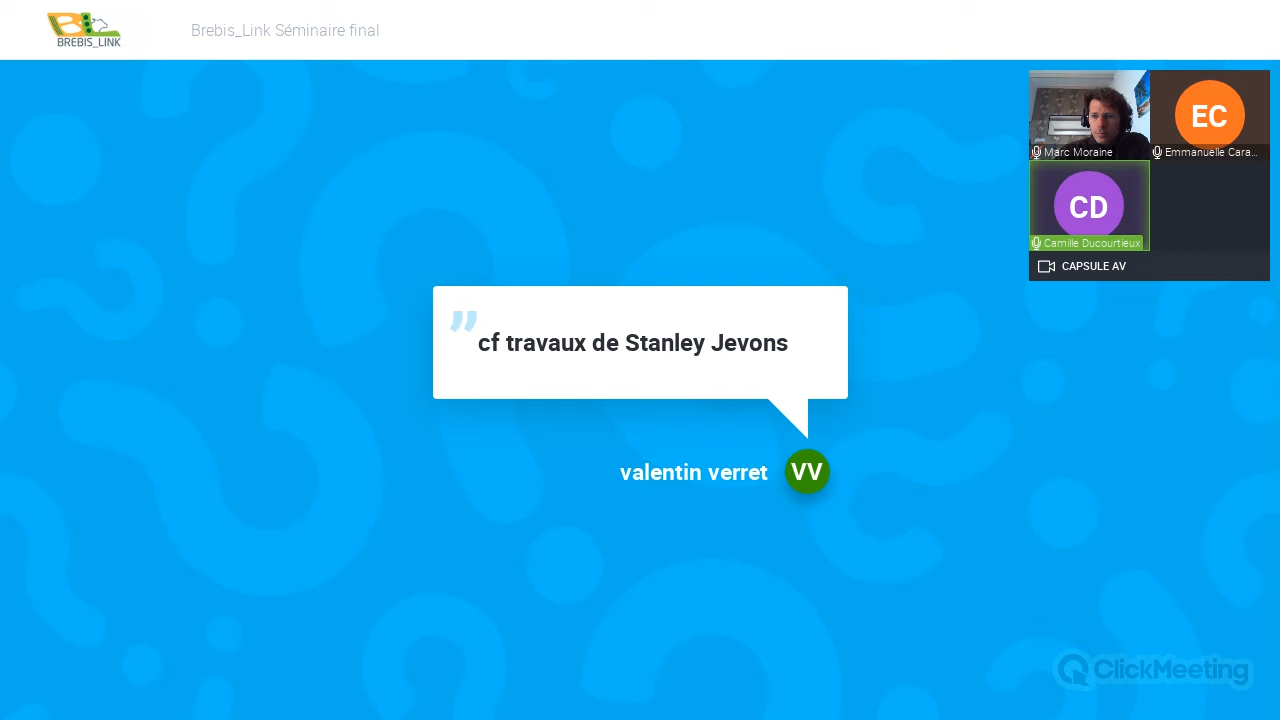 BREBIS_LINK
Brebis_Link Séminaire final
Marc Moraine
EC
Emmanuelle Cara...
CD
Camille Ducourtieux
CAPSULE AV
” cf travaux de Stanley Jevons
valentin verret
VV
ClickMeeting